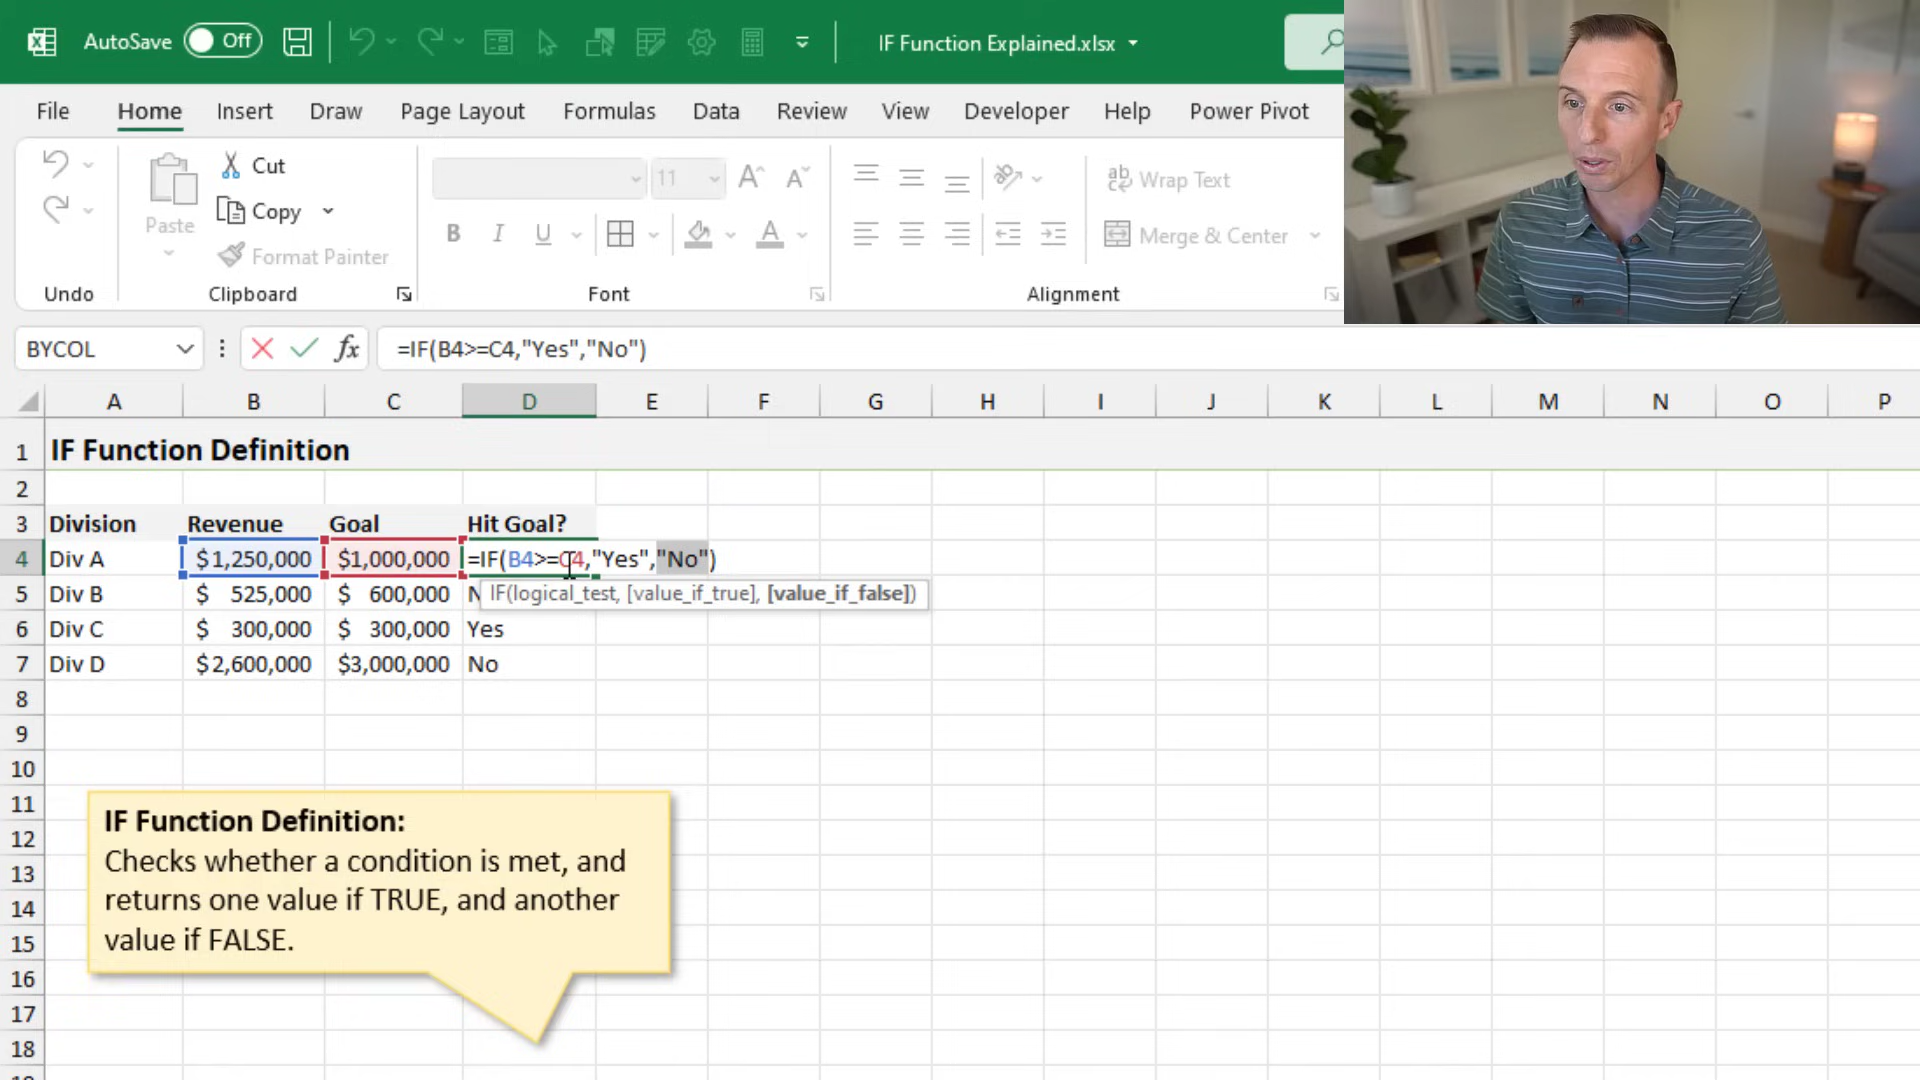 AutoSave Off IF Function Explained.xlsx
File Home Insert Draw Page Layout Formulas Data Review View Developer Help Power Pivot
Paste Cut
Copy
Format Painter
11
B I U A
ab Wrap Text
Merge & Center
Undo Clipboard Font Alignment
BYCOL fx =IF(B4>=C4,"Yes","No")
A B C D E F G H I J K L M N O P
1 IF Function Definition
2
3 Division Revenue Goal Hit Goal?
4 Div A $1,250,000 $1,000,000 =IF(B4>=C4,"Yes","No")
5 Div B $ 525,000 $ 600,000 N IF(logical_test, [value_if_true], [value_if_false])
6 Div C $ 300,000 $ 300,000 Yes
7 Div D $2,600,000 $3,000,000 No
8
9
10
11
12
13
14
15
16
17
18
IF Function Definition:
Checks whether a condition is met, and
returns one value if TRUE, and another
value if FALSE.